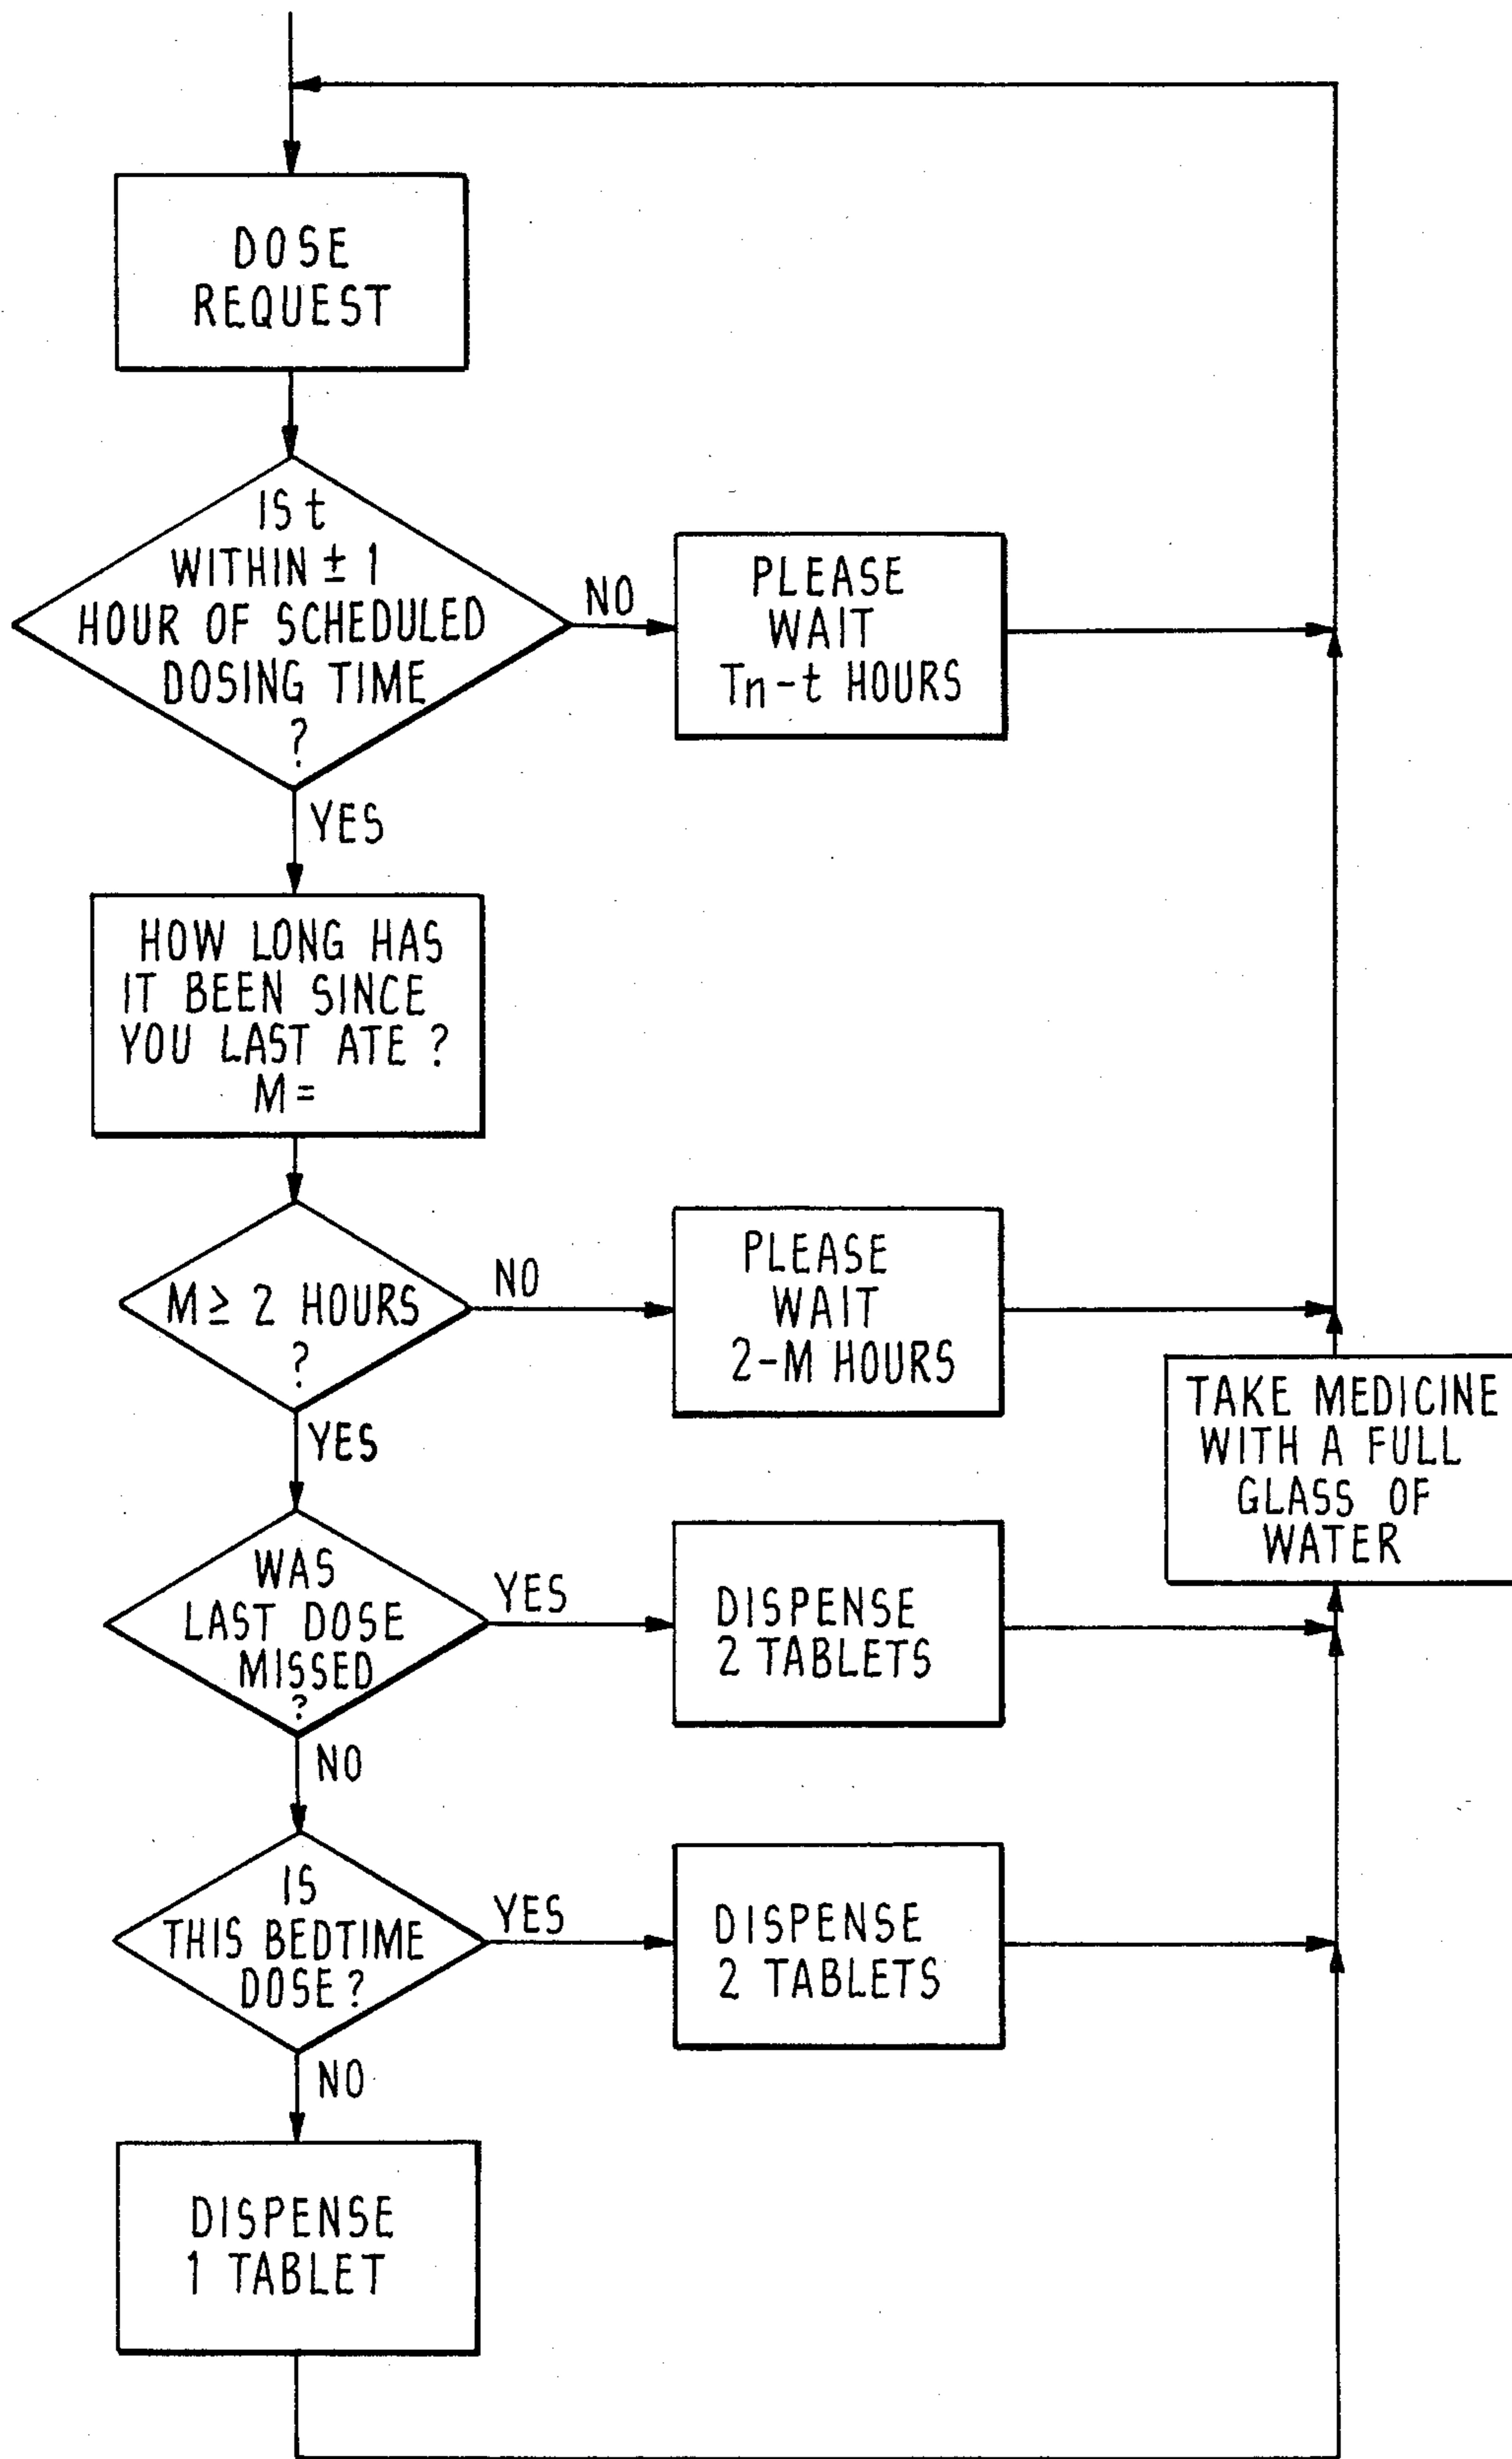 DOSE
REQUEST
IS t
WITHIN ± 1
HOUR OF SCHEDULED
DOSING TIME
?
NO
PLEASE
WAIT
Tn-t HOURS
YES
HOW LONG HAS
IT BEEN SINCE
YOU LAST ATE ?
M =
M ≥ 2 HOURS
?
NO
PLEASE
WAIT
2-M HOURS
TAKE MEDICINE
WITH A FULL
GLASS OF
WATER
YES
WAS
LAST DOSE
MISSED
?
YES
DISPENSE
2 TABLETS
NO
IS
THIS BEDTIME
DOSE ?
YES
DISPENSE
2 TABLETS
NO
DISPENSE
1 TABLET